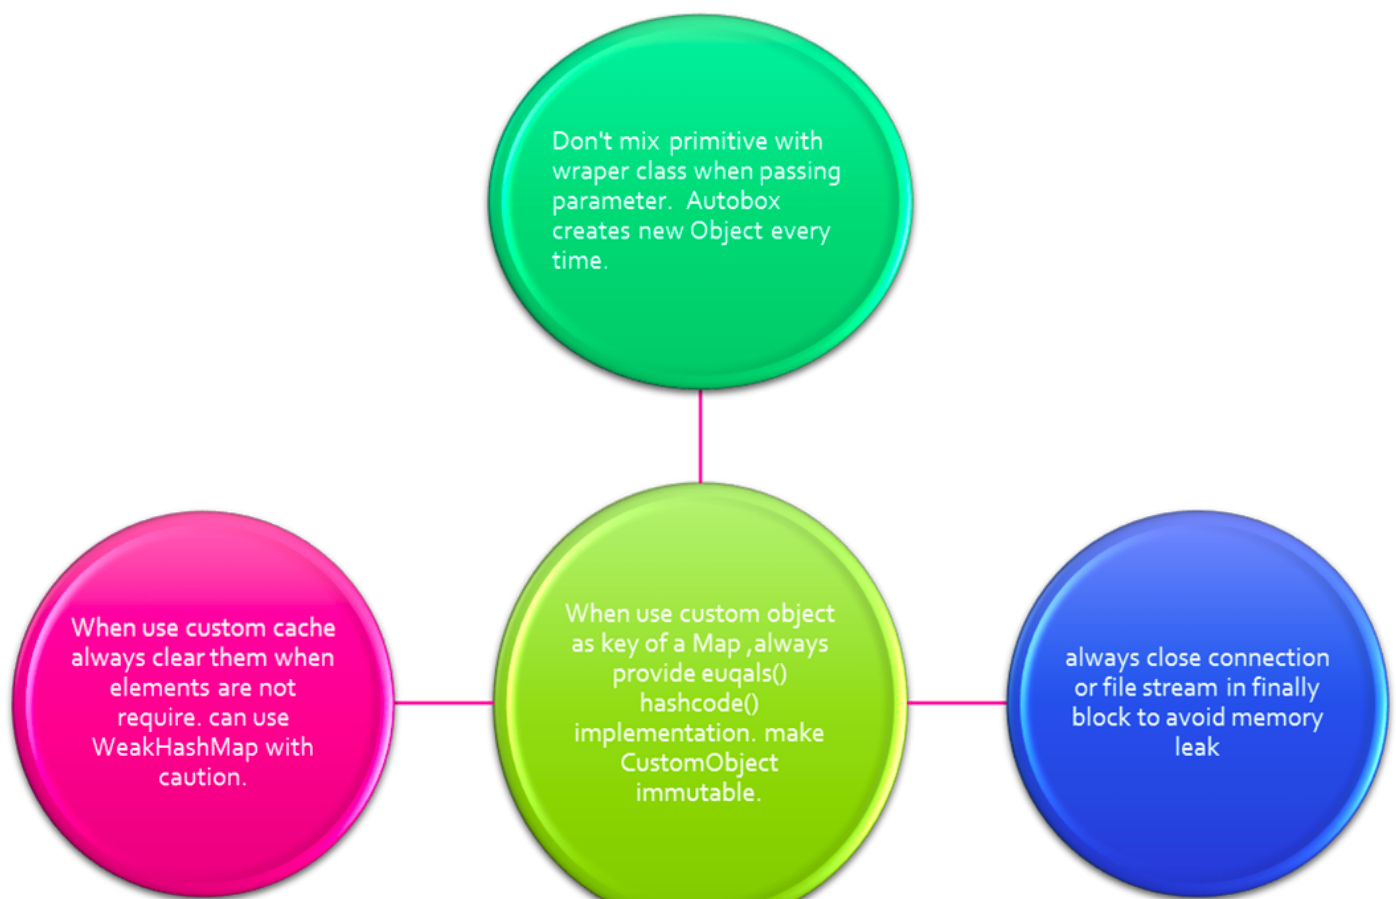 Don't mix primitive with
wraper class when passing
parameter.  Autobox
creates new Object every
time.
When use custom cache
always clear them when
elements are not
require. can use
WeakHashMap with
caution.
When use custom object
as key of a Map ,always
provide euqals()
hashcode()
implementation. make
CustomObject
immutable.
always close connection
or file stream in finally
block to avoid memory
leak